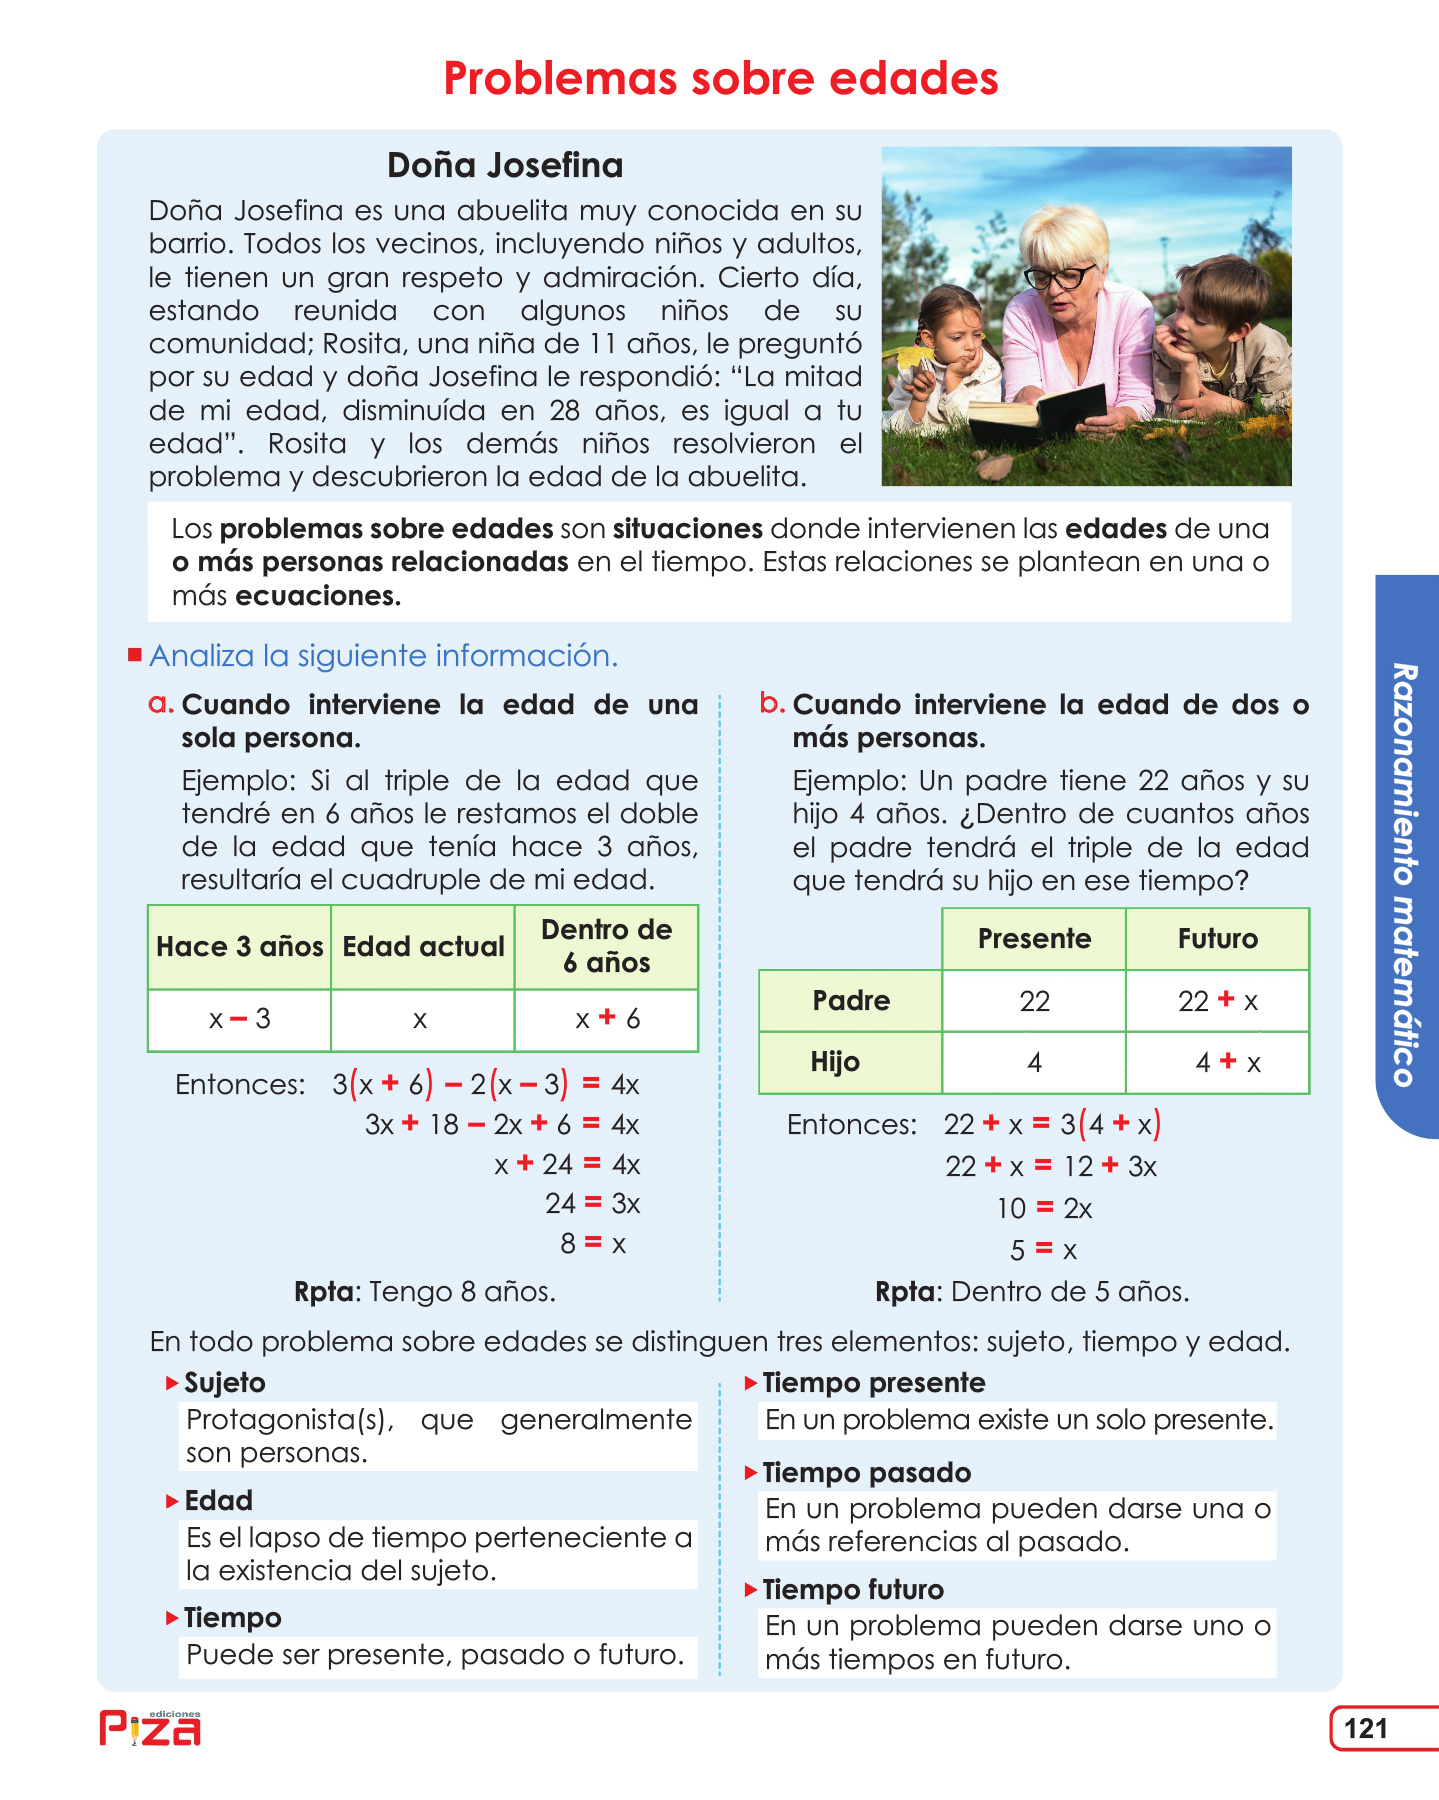 Problemas sobre edades
Doña Josefina
Doña Josefina es una abuelita muy conocida en su
barrio. Todos los vecinos, incluyendo niños y adultos,
le tienen un gran respeto y admiración. Cierto día,
estando reunida con algunos niños de su
comunidad; Rosita, una niña de 11 años, le preguntó
por su edad y doña Josefina le respondió: “La mitad
de mi edad, disminuída en 28 años, es igual a tu
edad”. Rosita y los demás niños resolvieron el
problema y descubrieron la edad de la abuelita.
Los problemas sobre edades son situaciones donde intervienen las edades de una
o más personas relacionadas en el tiempo. Estas relaciones se plantean en una o
más ecuaciones.
Analiza la siguiente información.
a. Cuando interviene la edad de una
sola persona.
Ejemplo: Si al triple de la edad que
tendré en 6 años le restamos el doble
de la edad que tenía hace 3 años,
resultaría el cuadruple de mi edad.
Hace 3 años Edad actual Dentro de
6 años
x – 3 x x + 6
Entonces: 3(x + 6) – 2(x – 3) = 4x
3x + 18 – 2x + 6 = 4x
x + 24 = 4x
24 = 3x
8 = x
Rpta: Tengo 8 años.
b. Cuando interviene la edad de dos o
más personas.
Ejemplo: Un padre tiene 22 años y su
hijo 4 años. ¿Dentro de cuantos años
el padre tendrá el triple de la edad
que tendrá su hijo en ese tiempo?
Presente Futuro
Padre 22 22 + x
Hijo 4 4 + x
Entonces: 22 + x = 3(4 + x)
22 + x = 12 + 3x
10 = 2x
5 = x
Rpta: Dentro de 5 años.
En todo problema sobre edades se distinguen tres elementos: sujeto, tiempo y edad.
Sujeto
Protagonista(s), que generalmente
son personas.
Edad
Es el lapso de tiempo perteneciente a
la existencia del sujeto.
Tiempo
Puede ser presente, pasado o futuro.
Tiempo presente
En un problema existe un solo presente.
Tiempo pasado
En un problema pueden darse una o
más referencias al pasado.
Tiempo futuro
En un problema pueden darse uno o
más tiempos en futuro.
Razonamiento matemático
ediciones
Piza
121